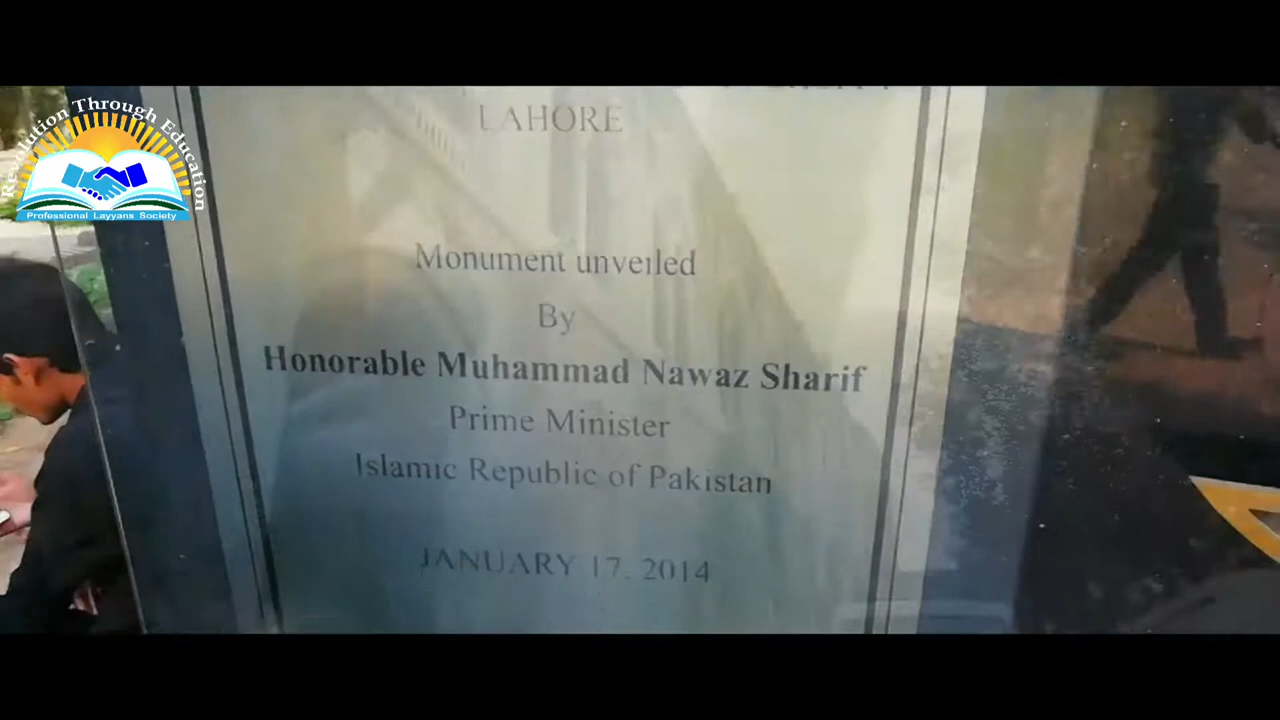 Revolution Through Education
Professional Layyans Society
LAHORE
Monument unveiled
By
Honorable Muhammad Nawaz Sharif
Prime Minister
Islamic Republic of Pakistan
JANUARY 17, 2014